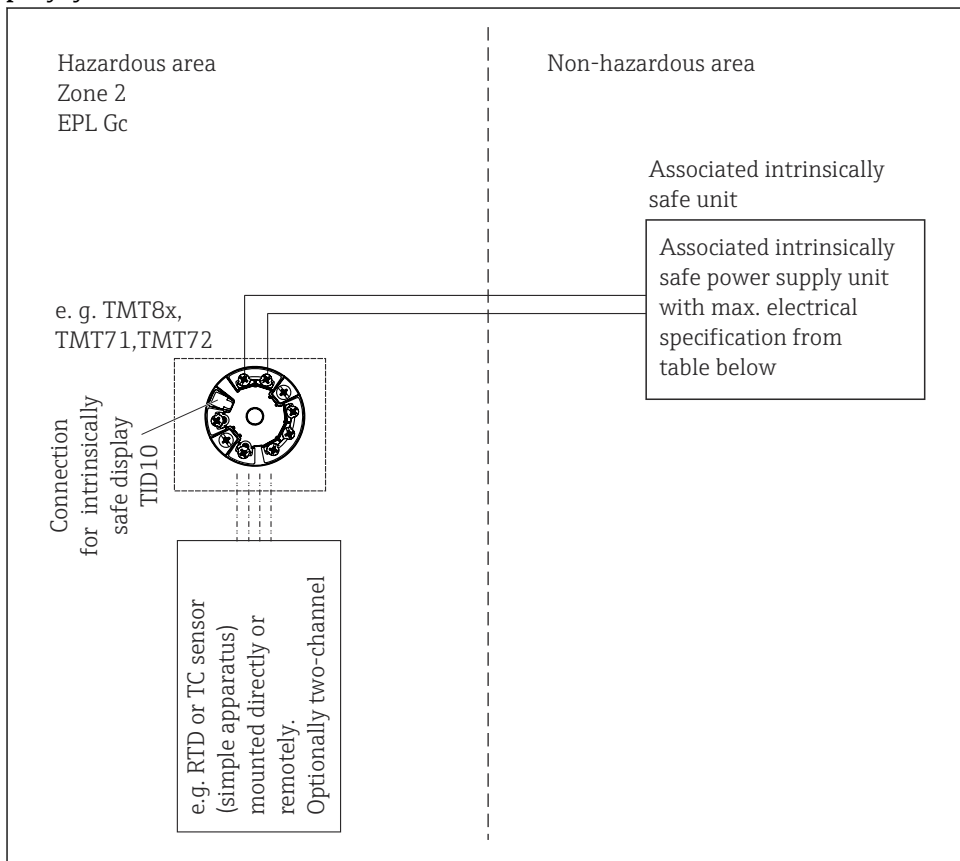 Hazardous area
Zone 2
EPL Gc
Non-hazardous area
Associated intrinsically
safe unit
Associated intrinsically
safe power supply unit
with max. electrical
specification from
table below
e. g. TMT8x,
TMT71,TMT72
Connection
for intrinsically
safe display
TID10
e.g. RTD or TC sensor
(simple apparatus)
mounted directly or
remotely.
Optionally two-channel